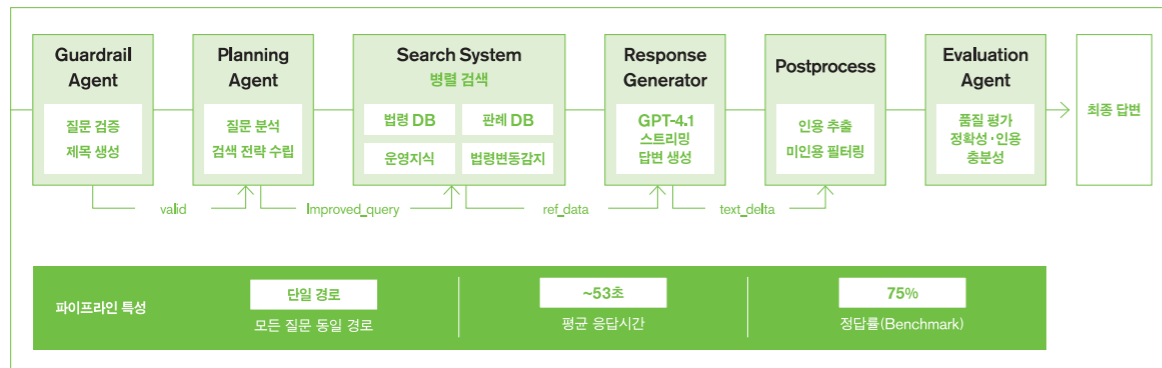 Guardrail
Agent
질문 검증
제목 생성
Planning
Agent
질문 분석
검색 전략 수립
Search System
병렬 검색
법령 DB
판례 DB
운영지식
법령변동감지
Response
Generator
GPT-4.1
스트리밍
답변 생성
Postprocess
인용 추출
미인용 필터링
Evaluation
Agent
품질 평가
정확성·인용
충분성
최종 답변
valid
Improved_query
ref_data
text_delta
파이프라인 특성
단일 경로
모든 질문 동일 경로
~53초
평균 응답시간
75%
정답률(Benchmark)